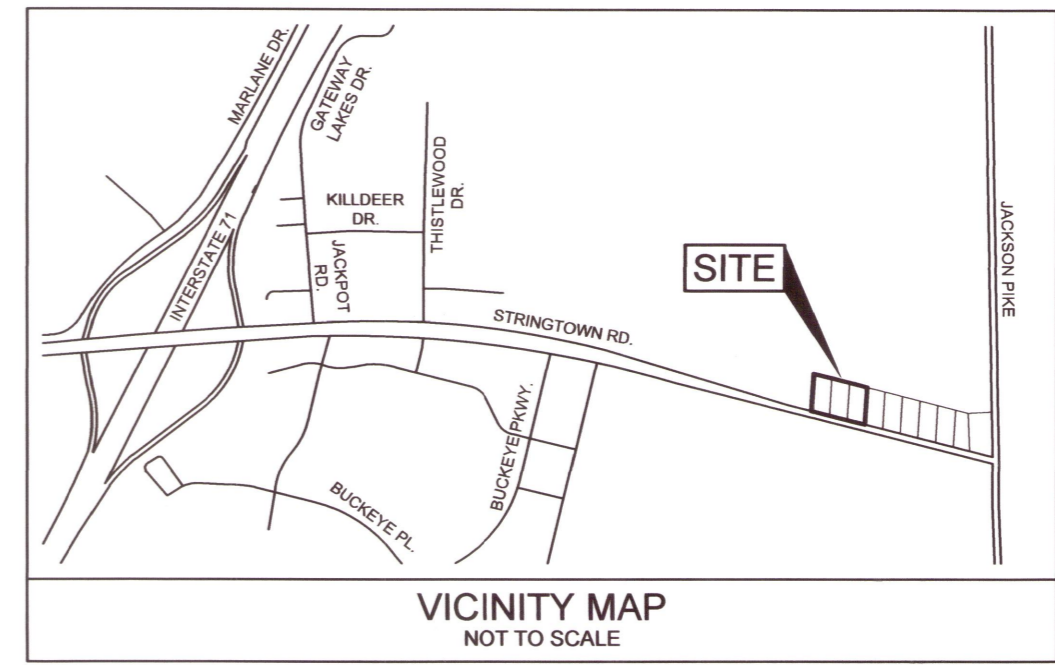 MARLANE DR.
GATEWAY
LAKES DR.
INTERSTATE 71
KILLDEER
DR.
THISTLEWOOD
DR.
JACKPOT
RD.
STRINGTOWN RD.
SITE
JACKSON PIKE
BUCKEYE PKWY.
BUCKEYE PL.
VICINITY MAP
NOT TO SCALE